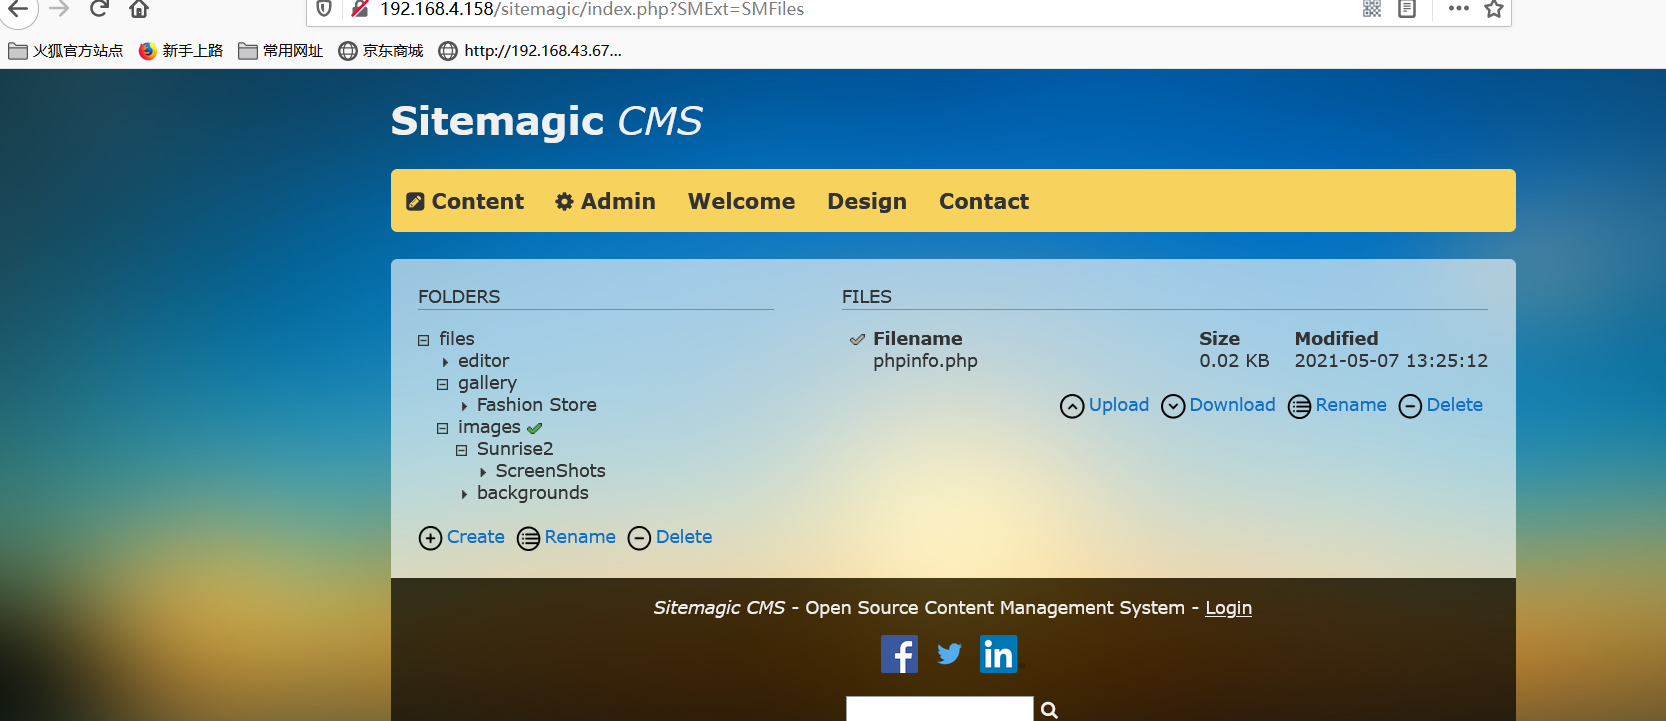 192.168.4.158/sitemagic/index.php?SMExt=SMFiles
火狐官方站点 新手上路 常用网址 京东商城 http://192.168.43.67...
Sitemagic CMS
Content Admin Welcome Design Contact
FOLDERS
files
editor
gallery
Fashion Store
images
Sunrise2
ScreenShots
backgrounds
Create Rename Delete
FILES
Filename Size Modified
phpinfo.php 0.02 KB 2021-05-07 13:25:12
Upload Download Rename Delete
Sitemagic CMS - Open Source Content Management System - Login